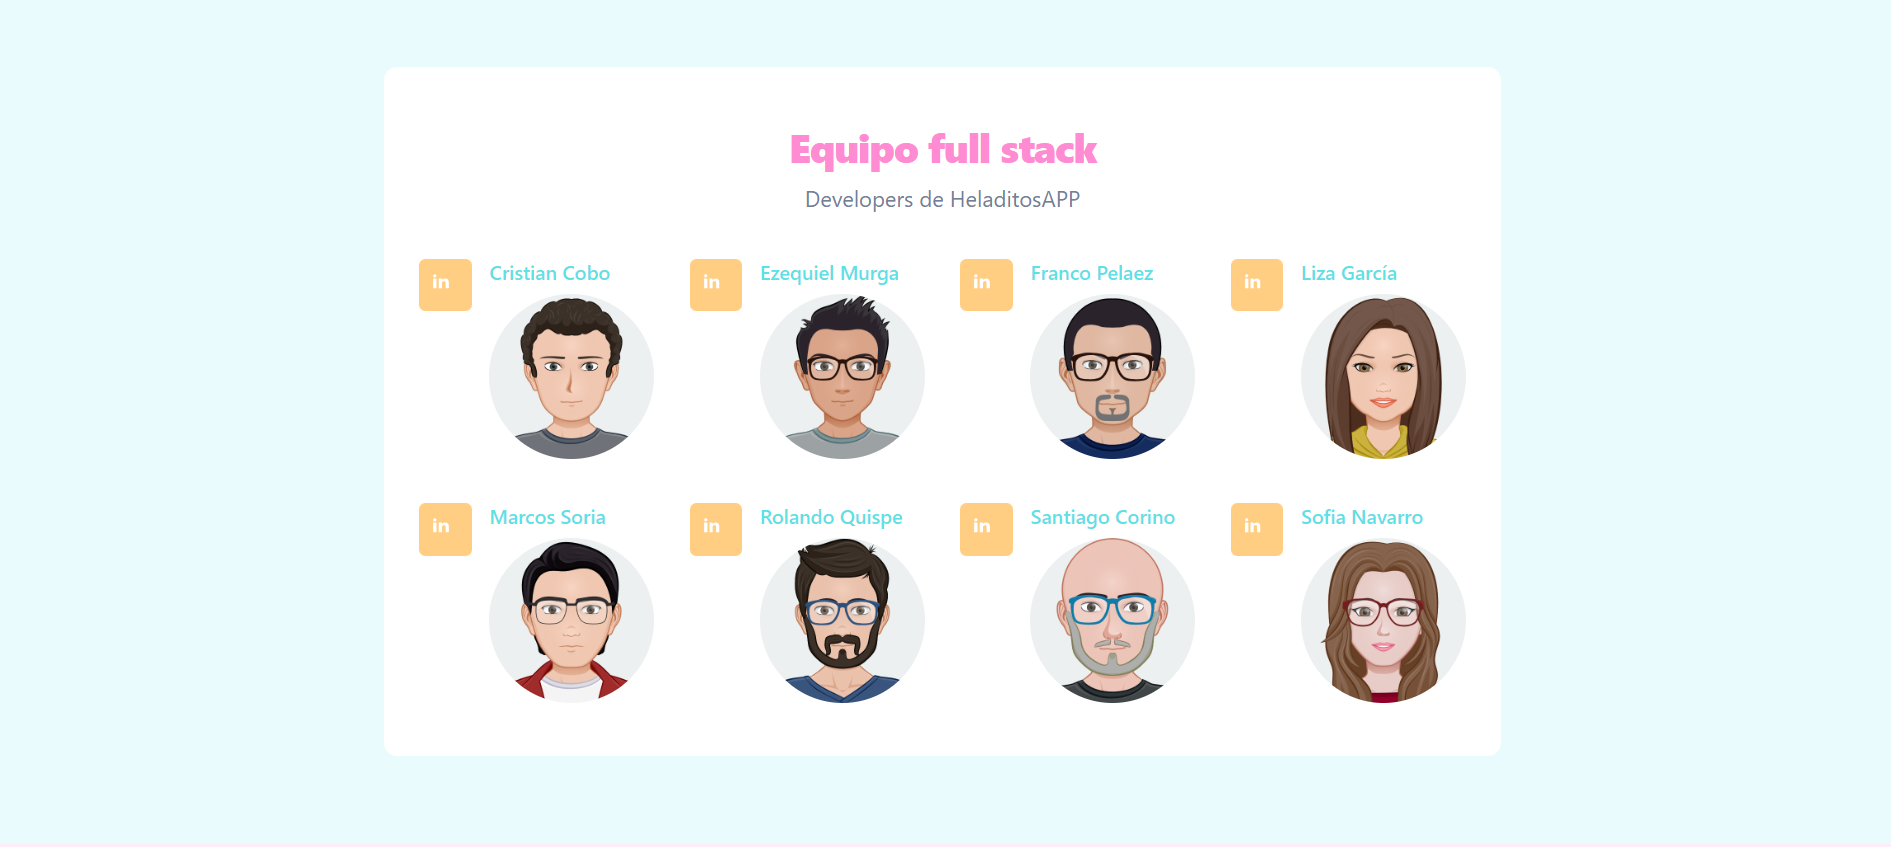 Equipo full stack
Developers de HeladitosAPP
in Cristian Cobo
in Ezequiel Murga
in Franco Pelaez
in Liza García
in Marcos Soria
in Rolando Quispe
in Santiago Corino
in Sofia Navarro